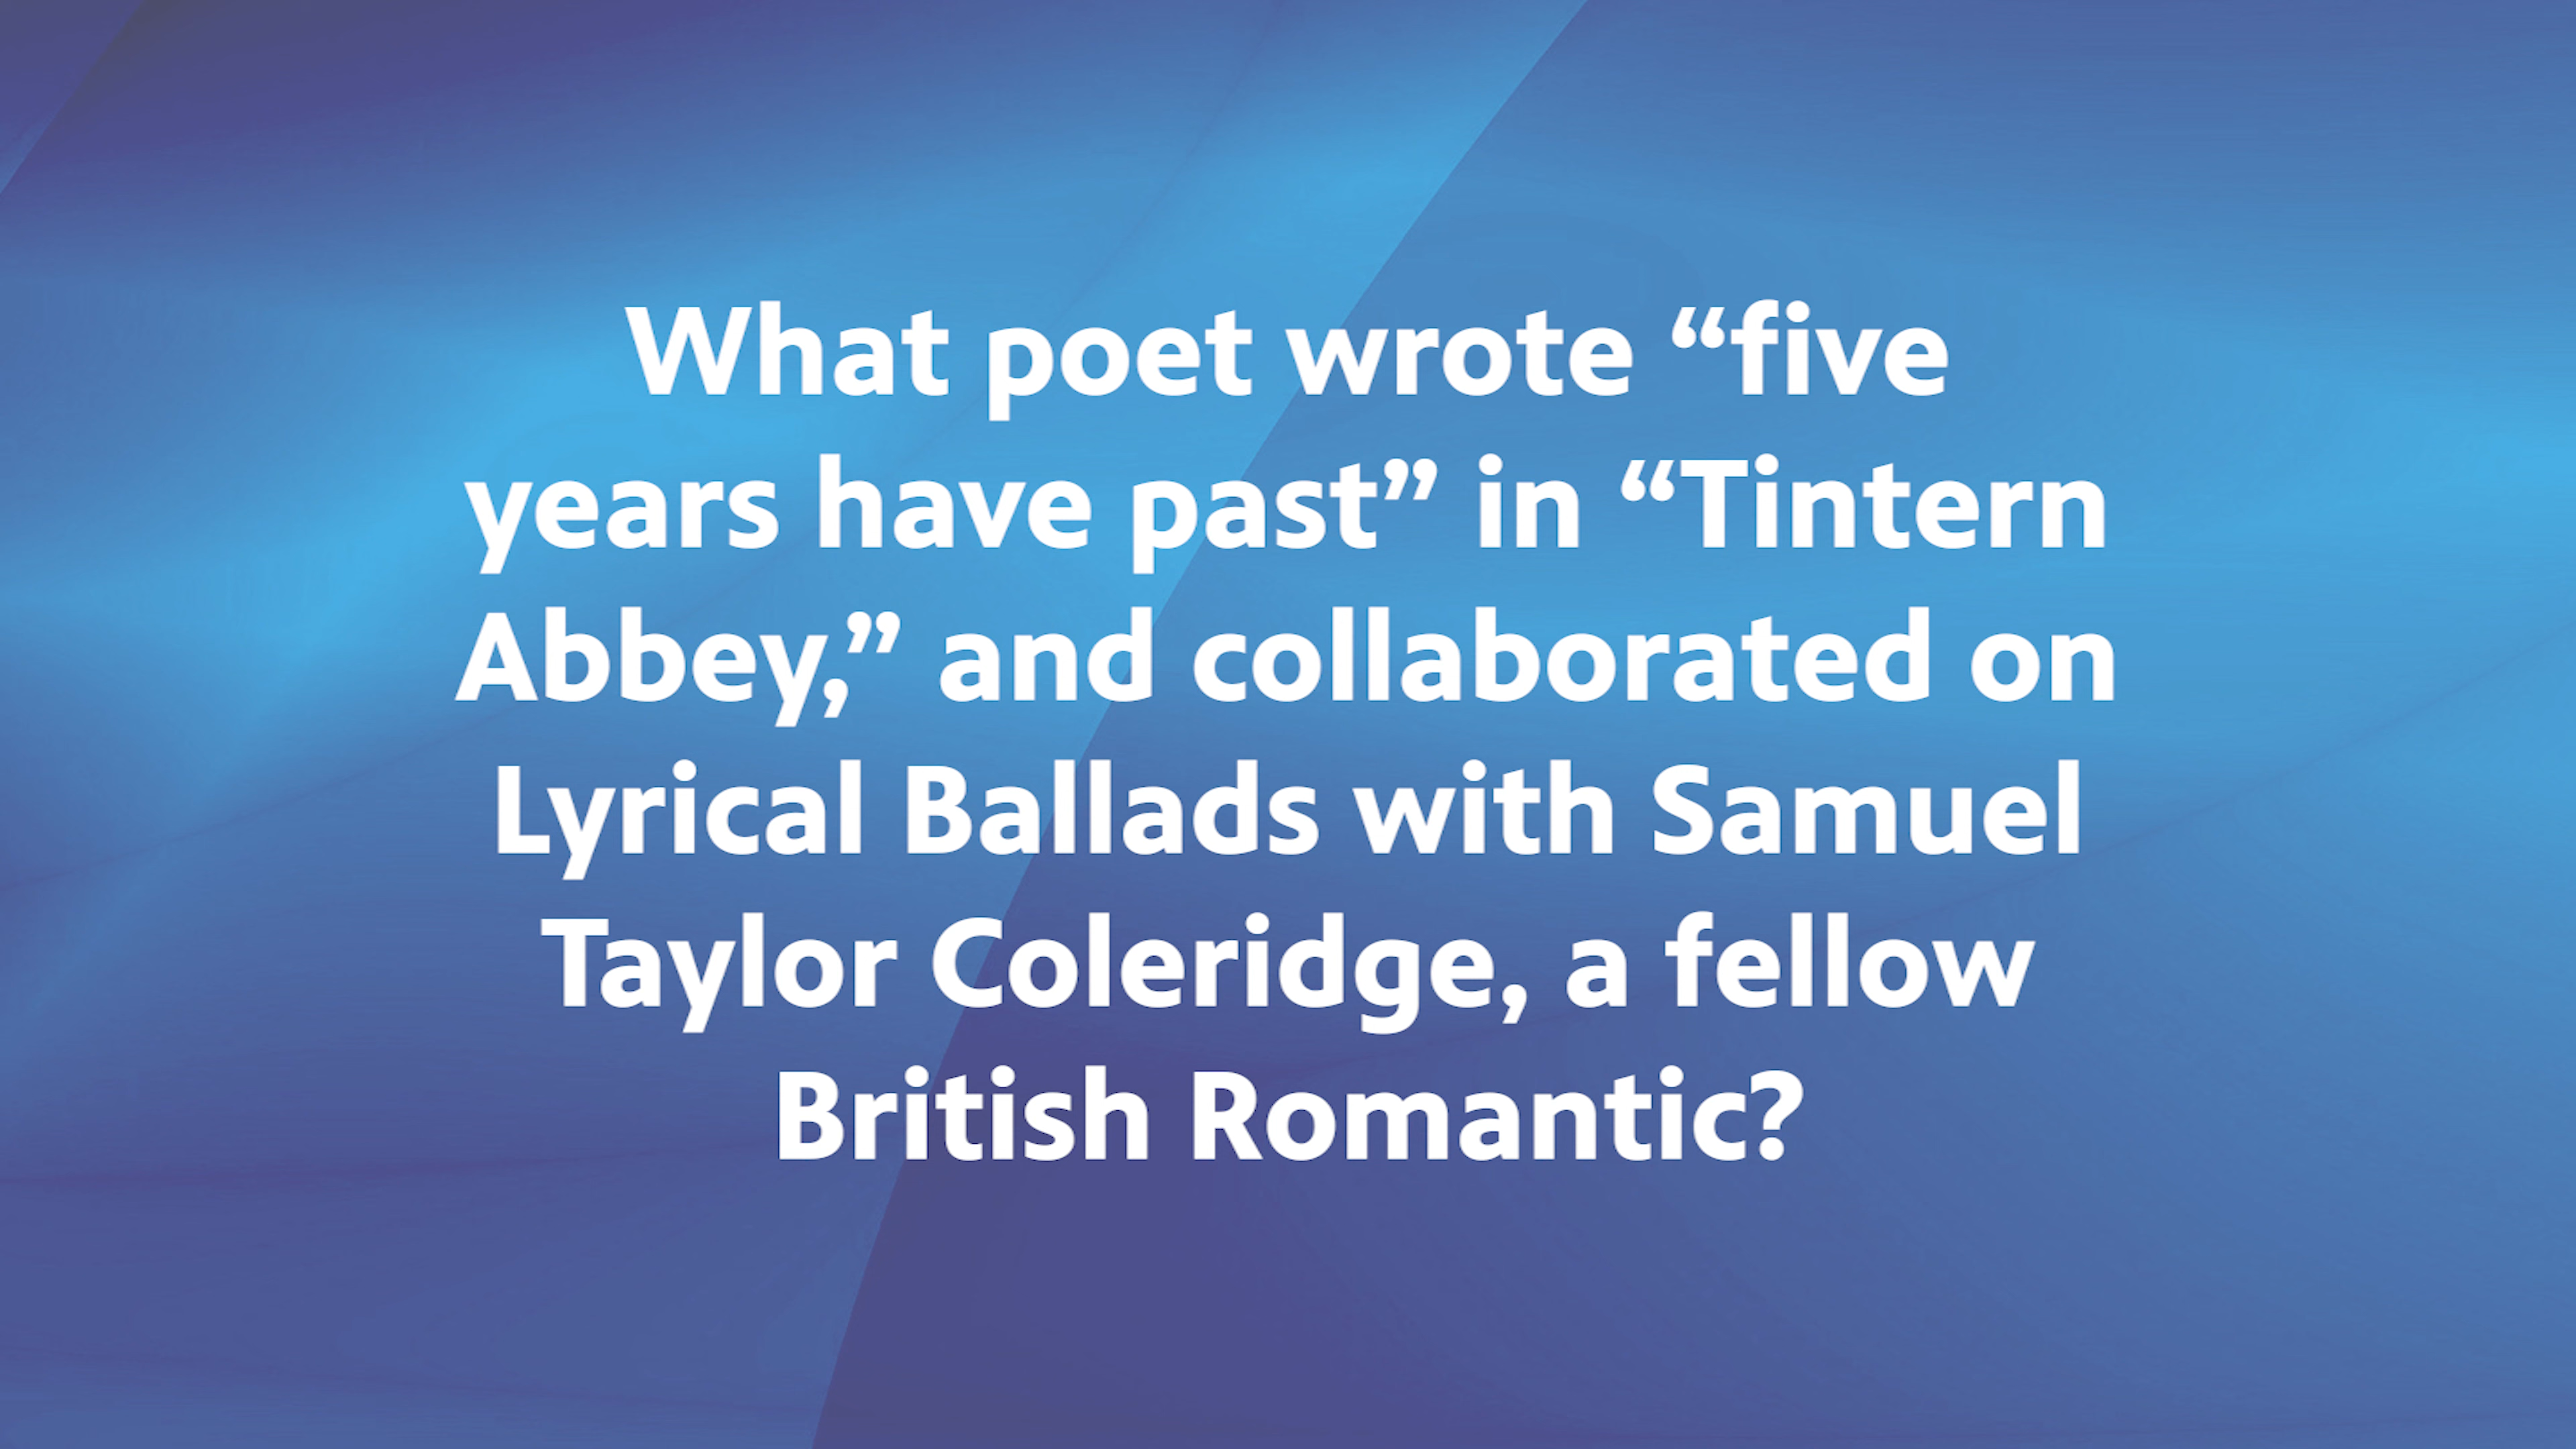 What poet wrote “five
years have past” in “Tintern
Abbey,” and collaborated on
Lyrical Ballads with Samuel
Taylor Coleridge, a fellow
British Romantic?